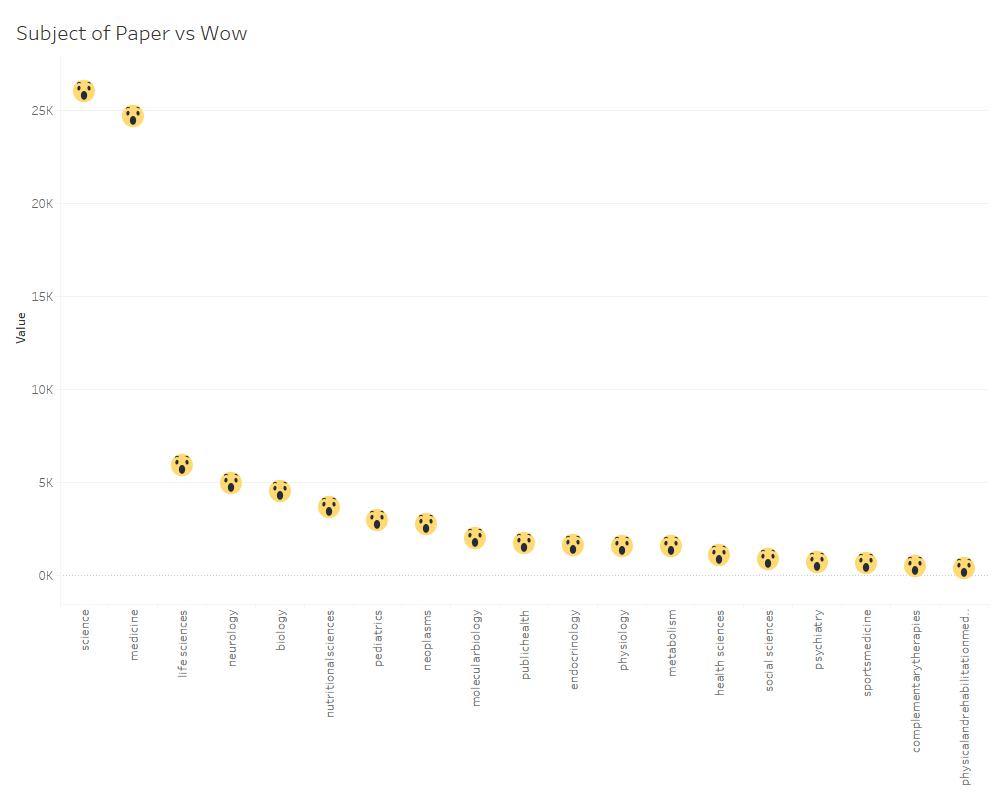 Subject of Paper vs Wow
25K
20K
15K
10K
5K
0K
Value
science
medicine
life sciences
neurology
biology
nutritionalsciences
pediatrics
neoplasms
molecularbiology
publichealth
endocrinology
physiology
metabolism
health sciences
social sciences
psychiatry
sportsmedicine
complementarytherapies
physicalandrehabilitationmed..